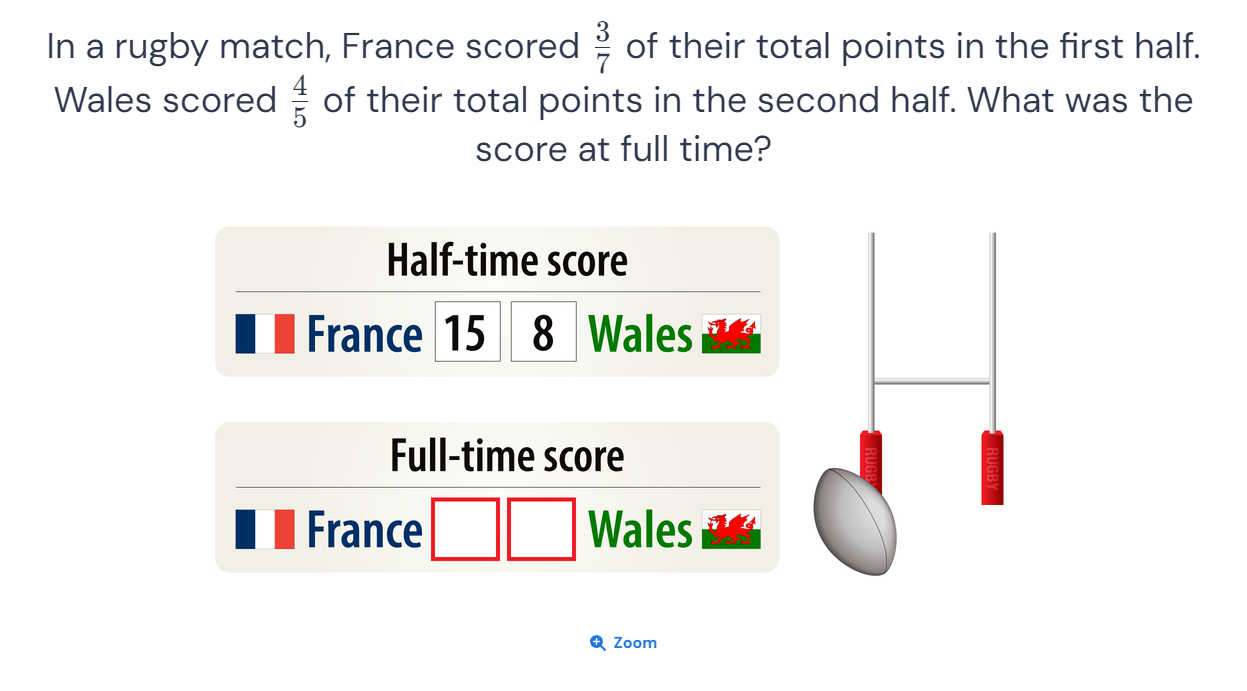 In a rugby match, France scored 3/7 of their total points in the first half.
Wales scored 4/5 of their total points in the second half. What was the
score at full time?
Half-time score
France 15 8 Wales
Full-time score
France Wales
RUGBY
RUGBY
Zoom